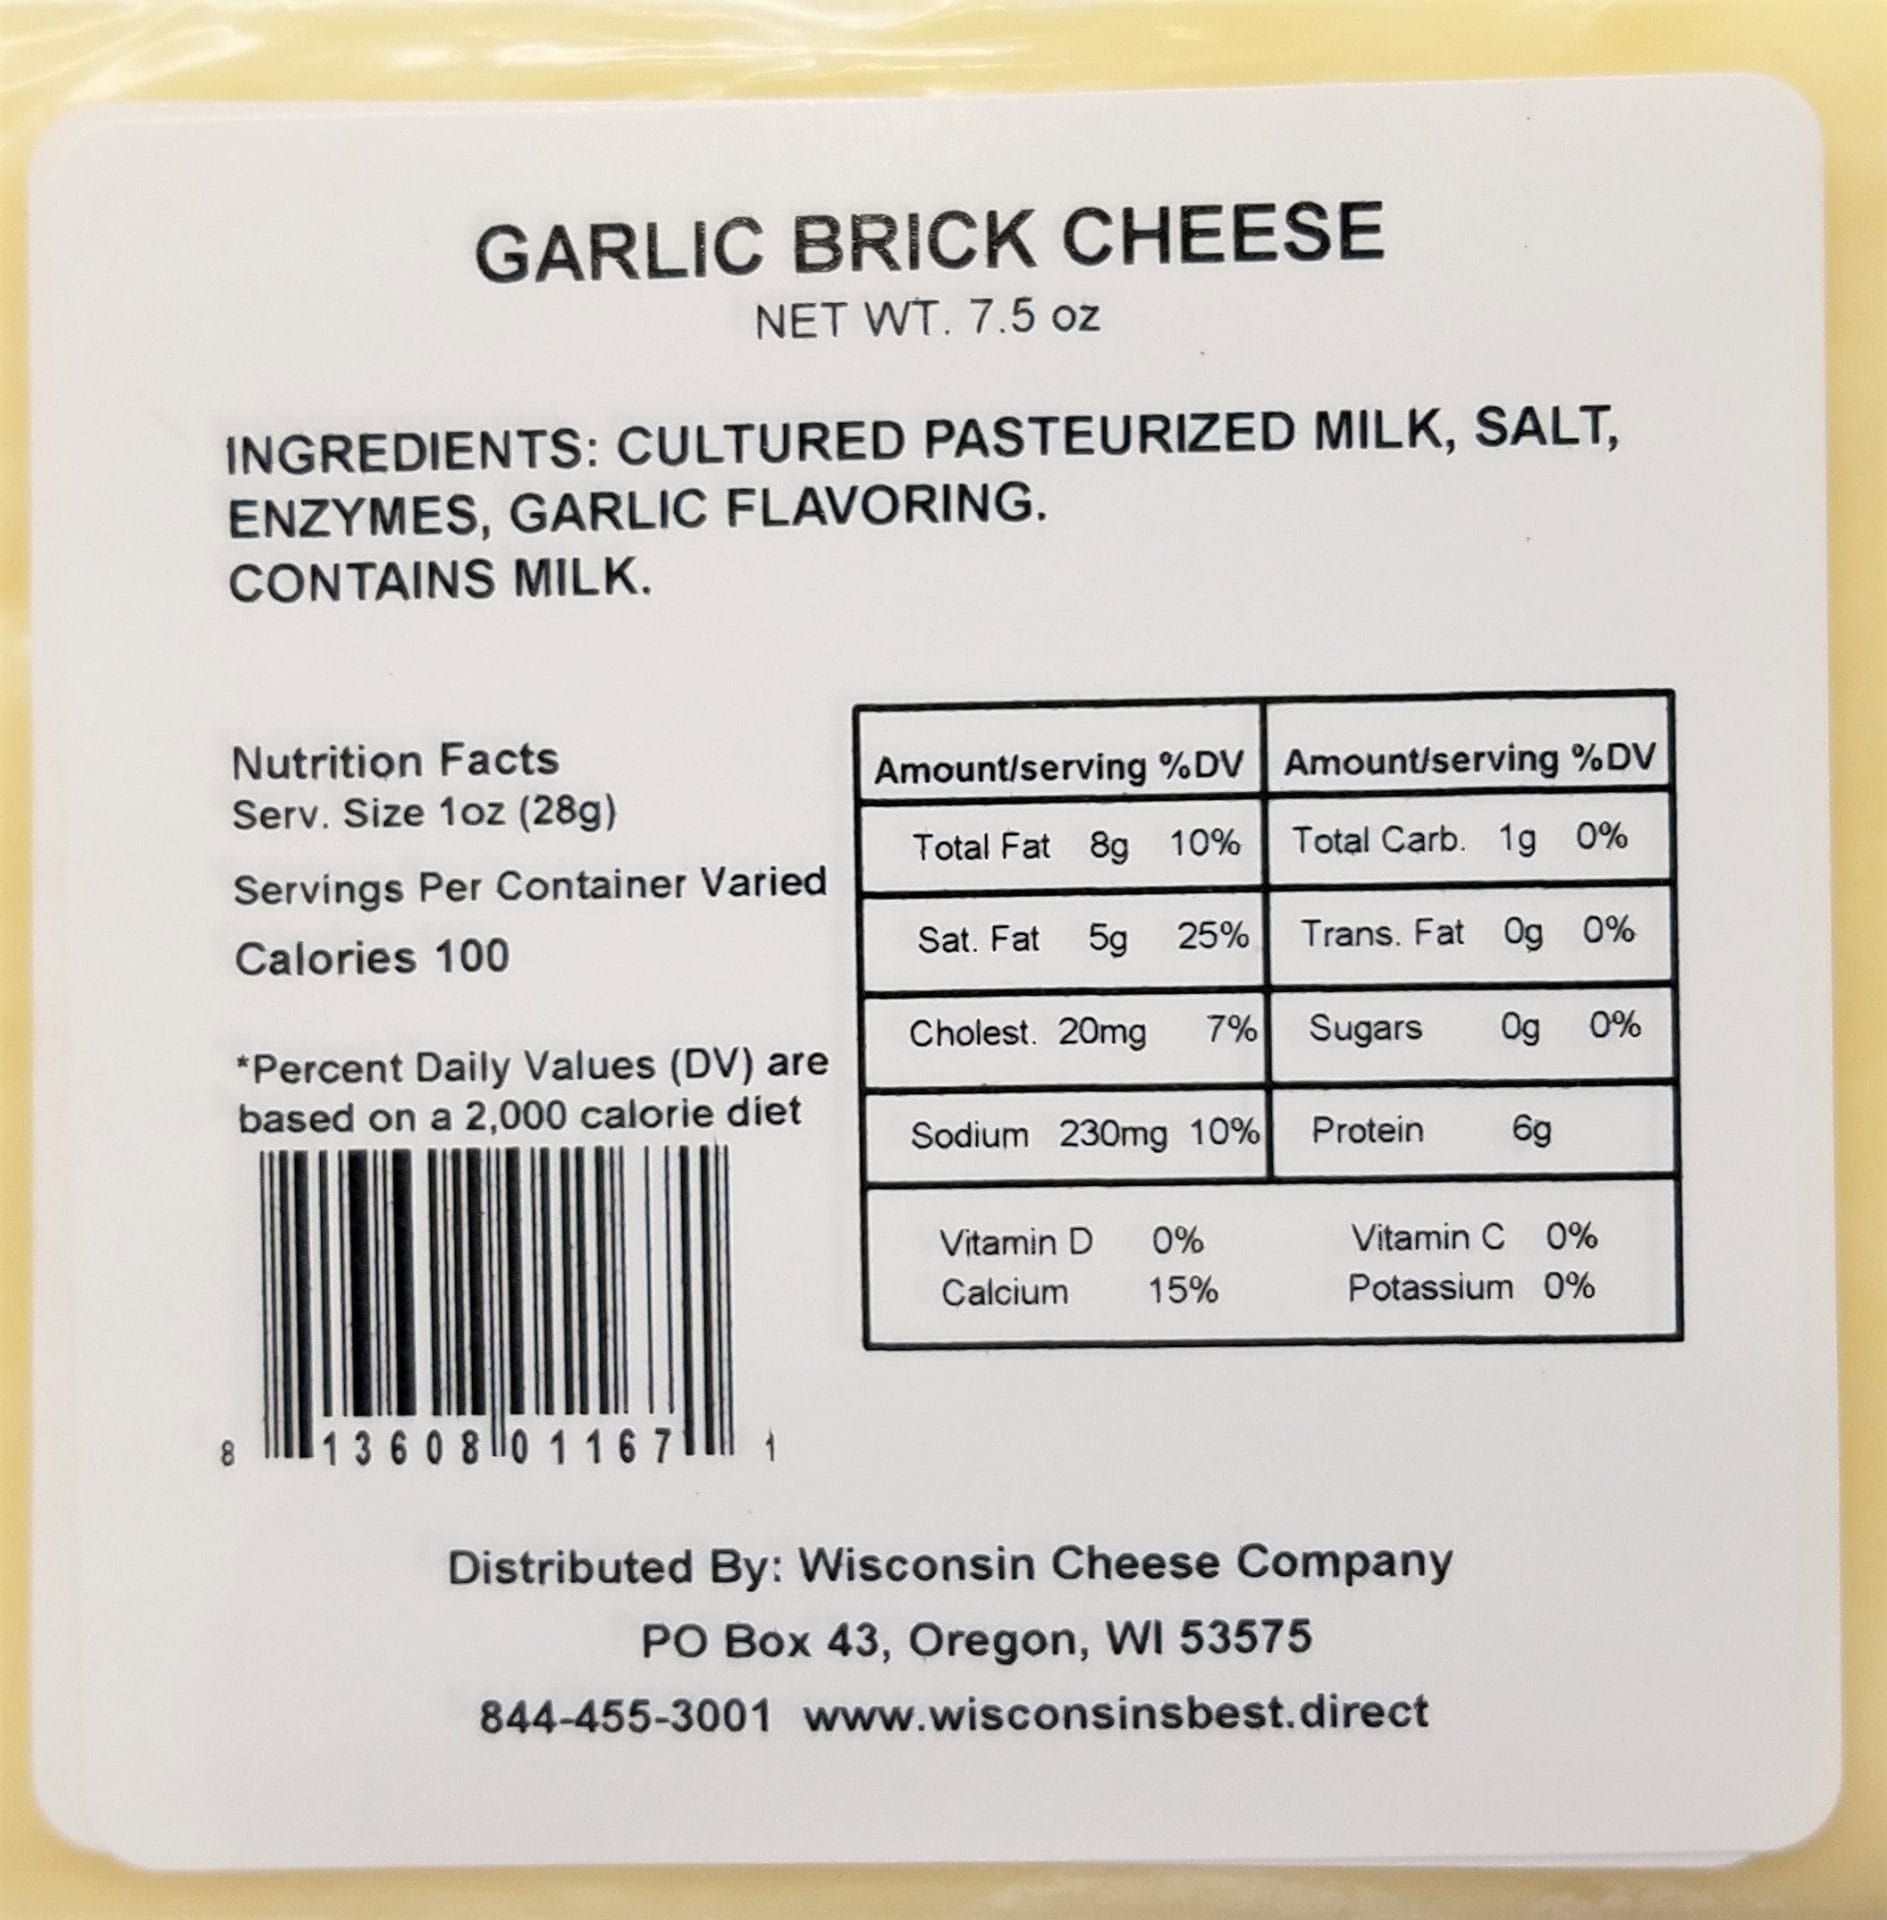 GARLIC BRICK CHEESE
NET WT. 7.5 oz
INGREDIENTS: CULTURED PASTEURIZED MILK, SALT,
ENZYMES, GARLIC FLAVORING.
CONTAINS MILK.
Nutrition Facts
Serv. Size 1oz (28g)
Servings Per Container Varied
Calories 100
*Percent Daily Values (DV) are
based on a 2,000 calorie diet
Amount/serving %DV Amount/serving %DV
Total Fat 8g 10% Total Carb. 1g 0%
Sat. Fat 5g 25% Trans. Fat 0g 0%
Cholest. 20mg 7% Sugars 0g 0%
Sodium 230mg 10% Protein 6g
Vitamin D 0% Vitamin C 0%
Calcium 15% Potassium 0%
8 13608 01167 1
Distributed By: Wisconsin Cheese Company
PO Box 43, Oregon, WI 53575
844-455-3001 www.wisconsinsbest.direct